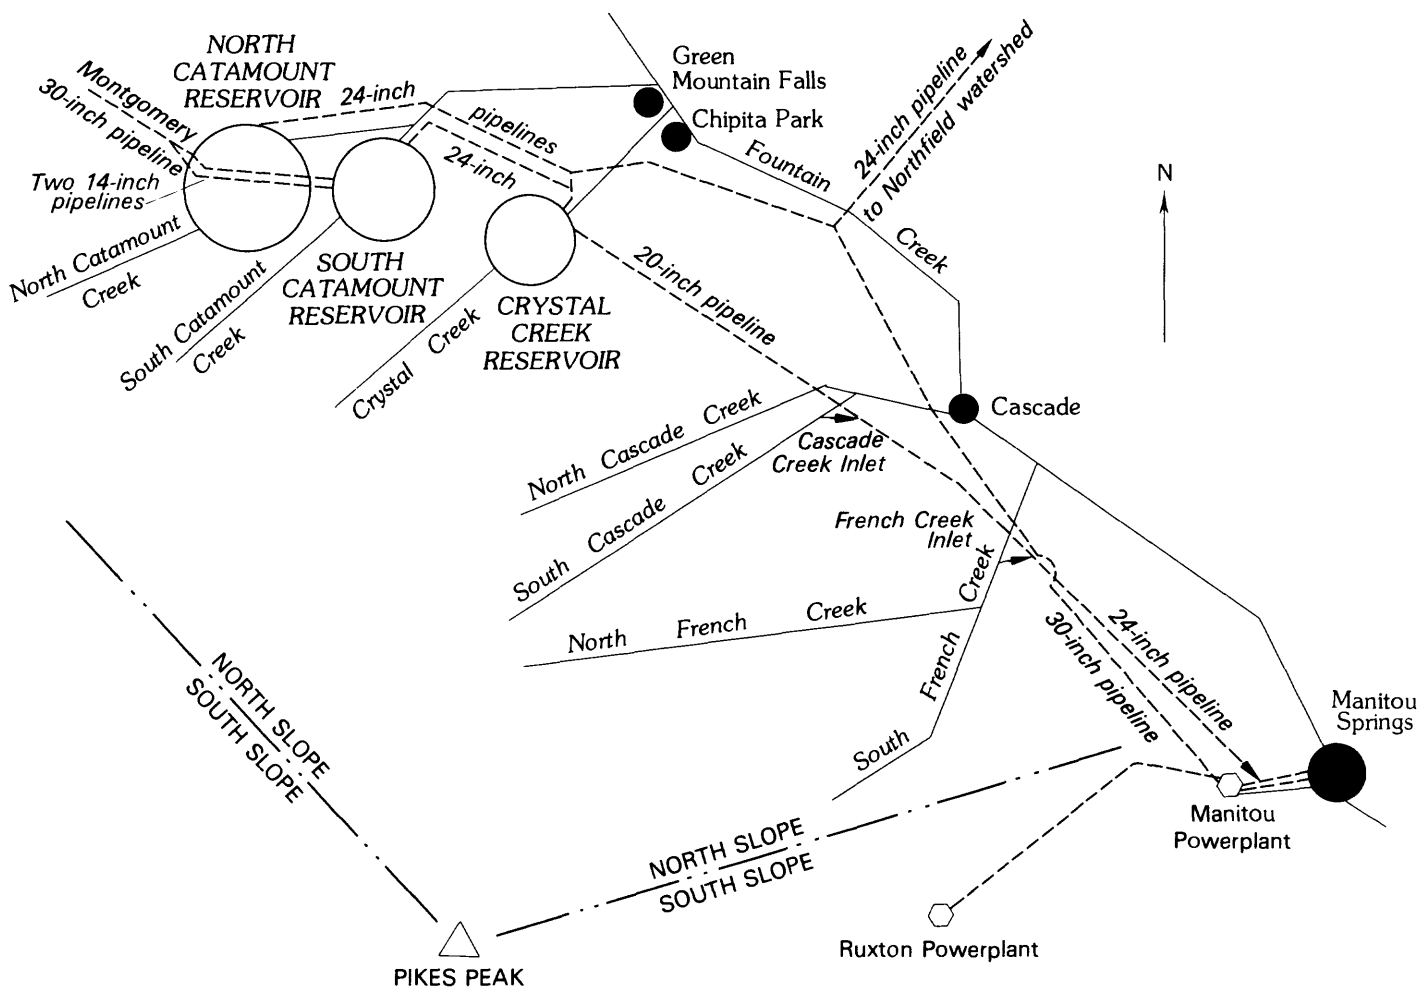 NORTH
CATAMOUNT
RESERVOIR
Montgomery
30-inch pipeline
24-inch
pipelines
24-inch
Two 14-inch
pipelines
North Catamount
Creek
South Catamount
Creek
SOUTH
CATAMOUNT
RESERVOIR
Crystal Creek
CRYSTAL
CREEK
RESERVOIR
Green
Mountain Falls
Chipita Park
Fountain
Creek
24-inch pipeline
to Northfield watershed
N
20-inch pipeline
Cascade
North Cascade Creek
South Cascade Creek
Cascade
Creek Inlet
French Creek
Inlet
North French Creek
South French Creek
24-inch pipeline
30-inch pipeline
Manitou
Springs
Manitou
Powerplant
Ruxton Powerplant
NORTH SLOPE
SOUTH SLOPE
NORTH SLOPE
SOUTH SLOPE
PIKES PEAK